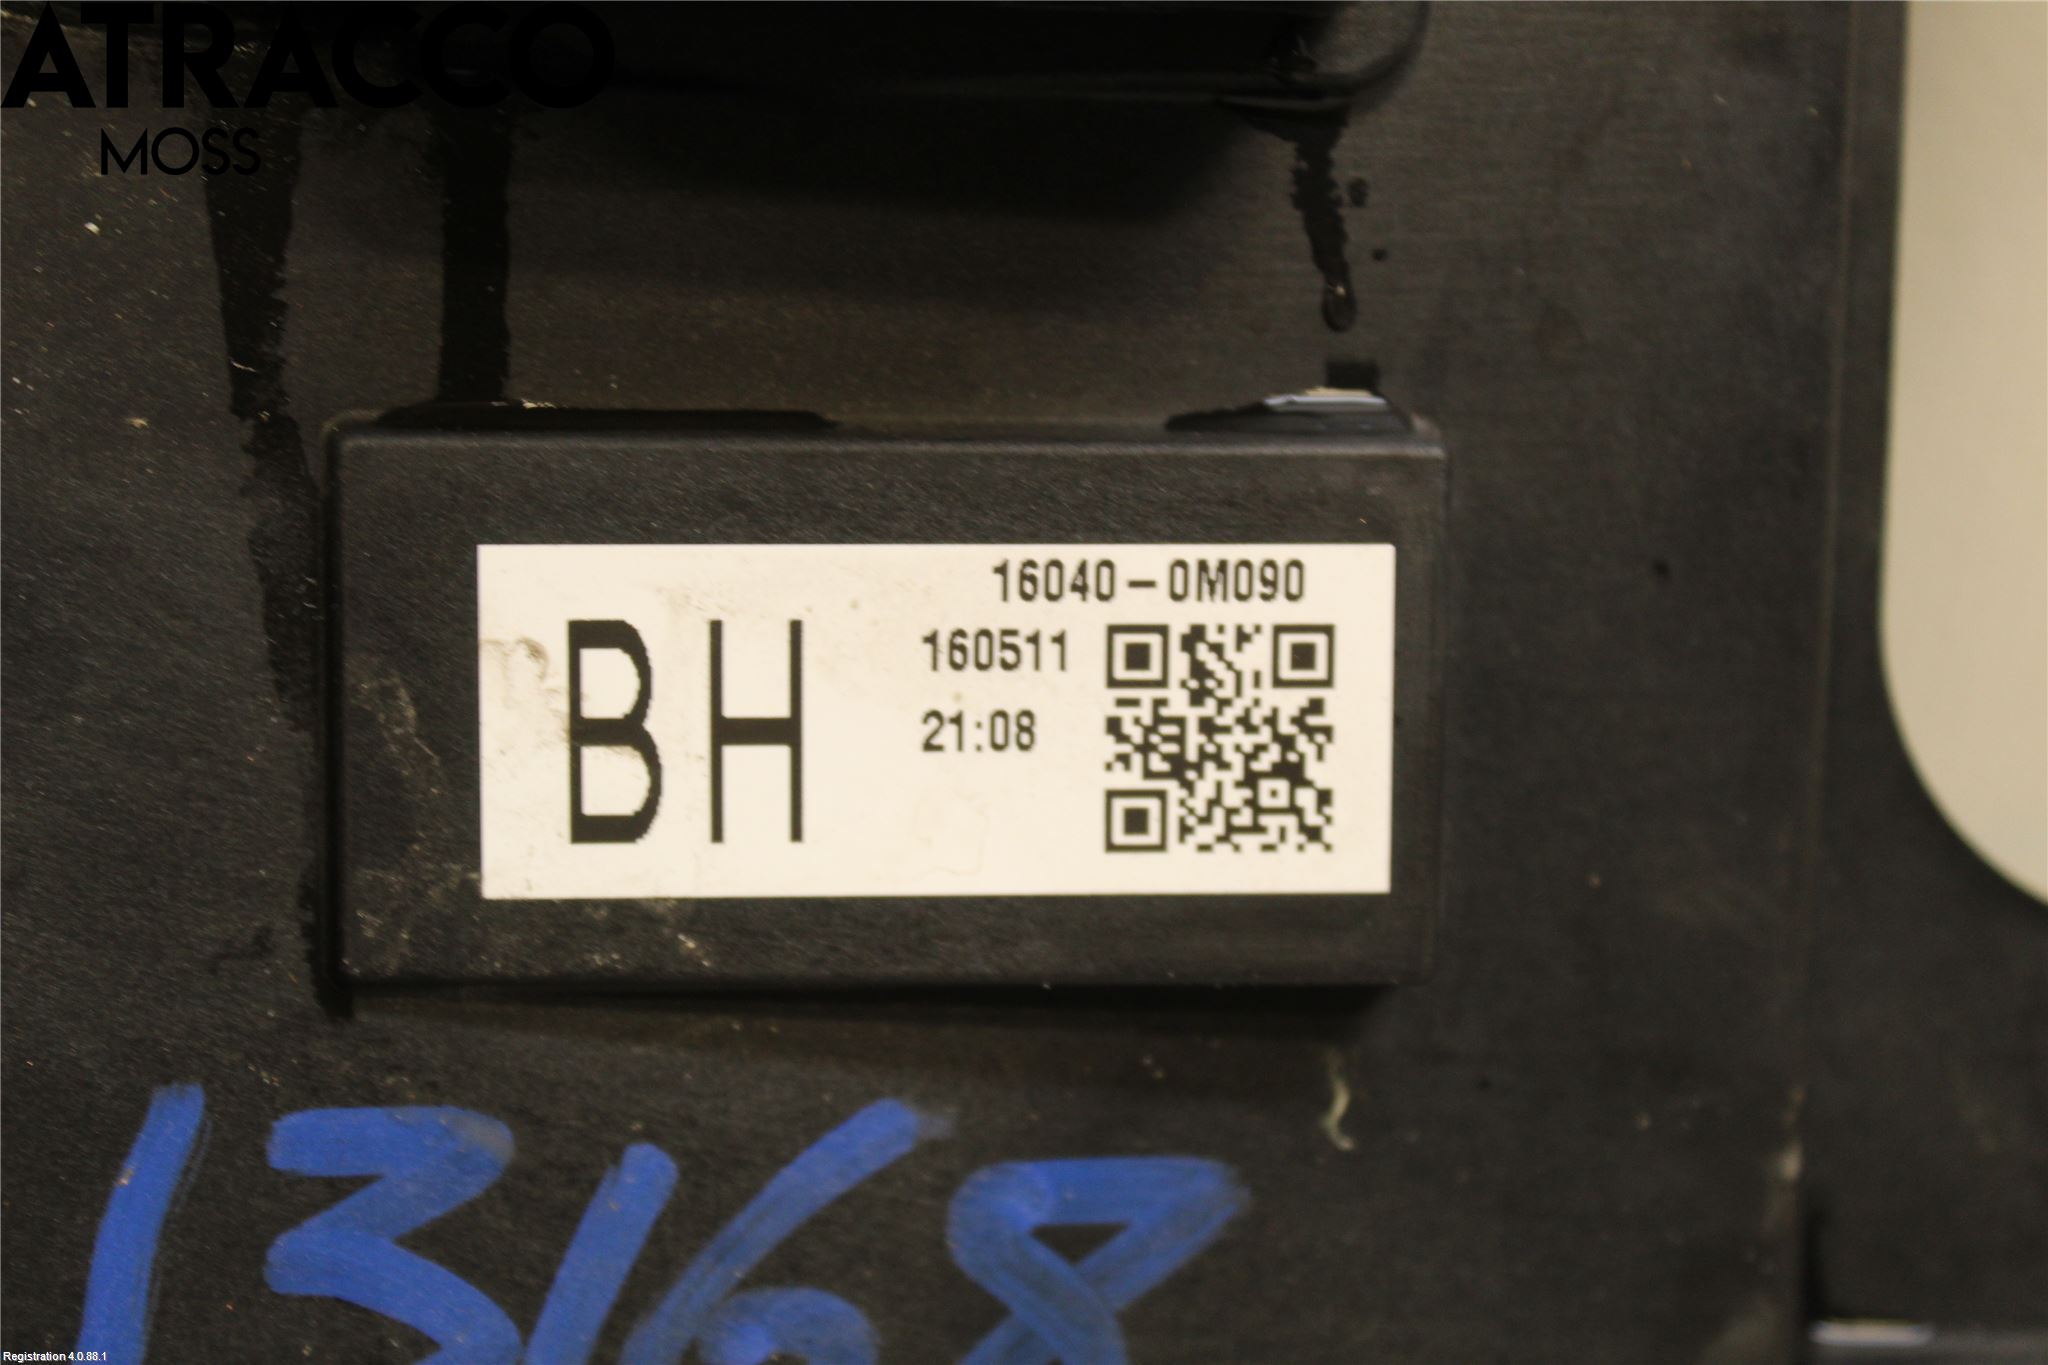 ATRACCO
MOSS
16040-0M090
BH
160511
21:08
13168
Registration 4.0.88.1